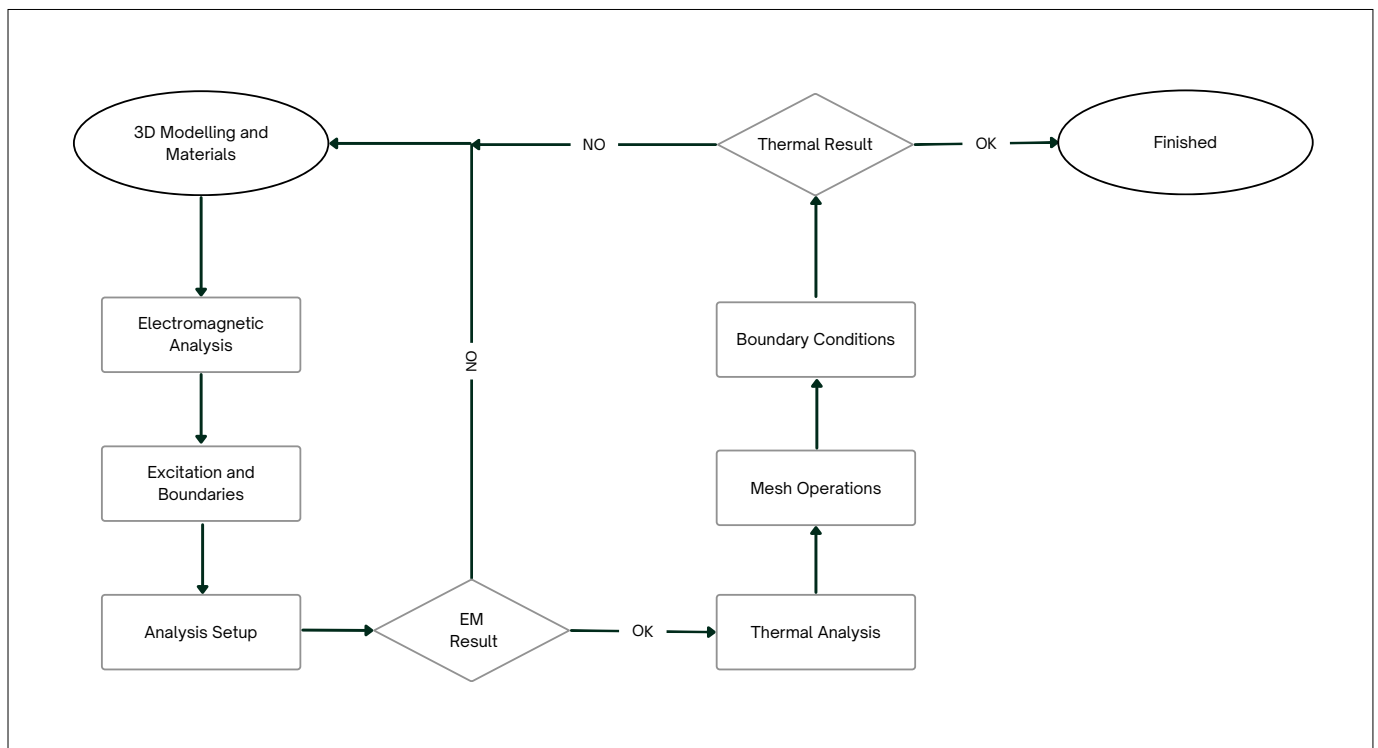 3D Modelling and
Materials
NO
Thermal Result
OK
Finished
Electromagnetic
Analysis
NO
Boundary Conditions
Excitation and
Boundaries
Mesh Operations
Analysis Setup
EM
Result
OK
Thermal Analysis